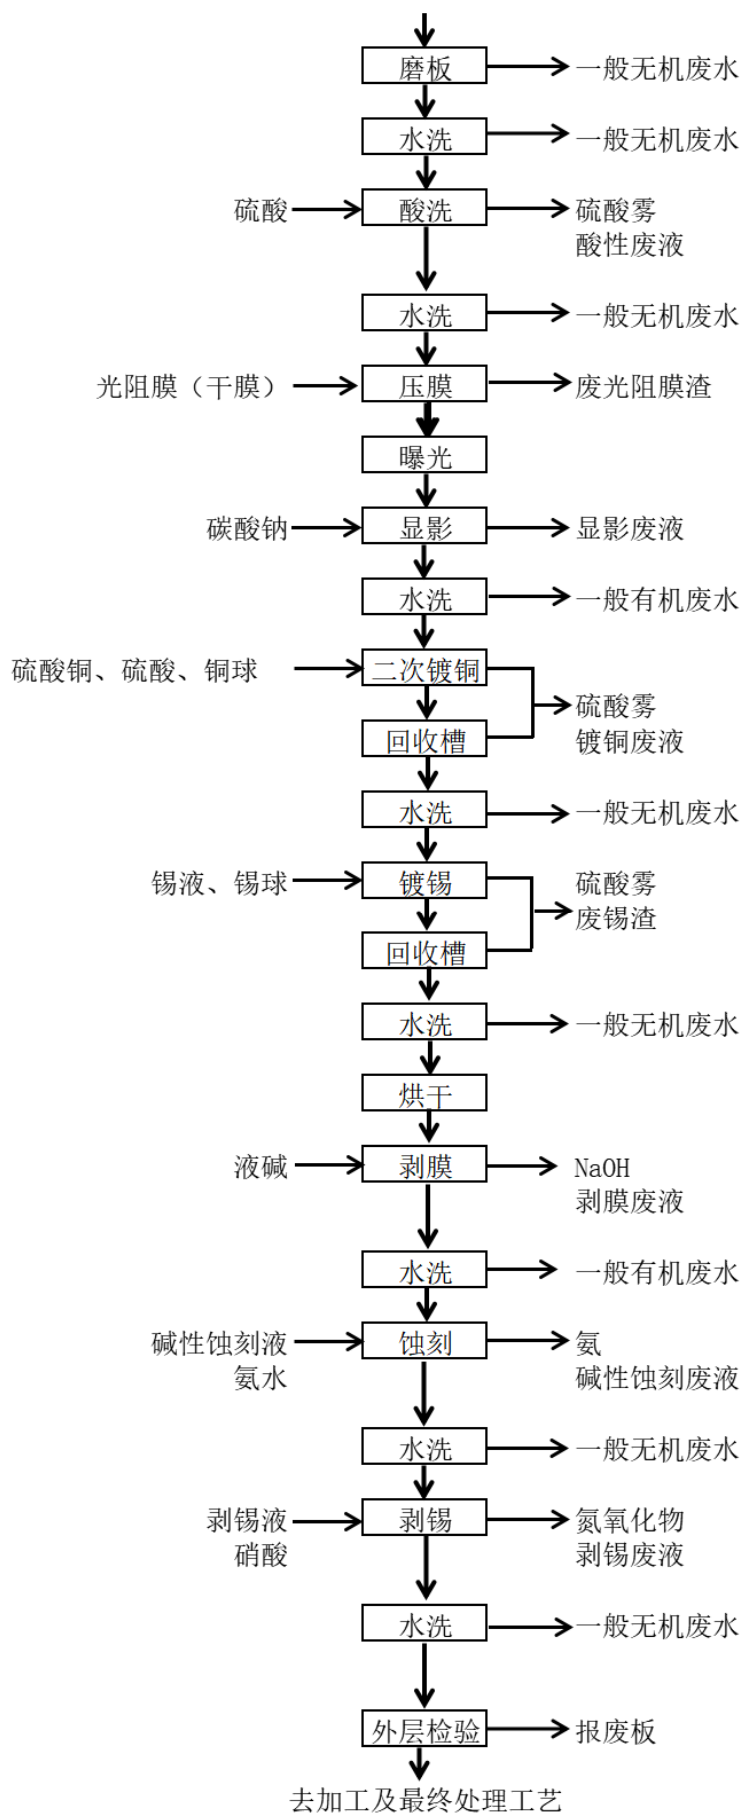 磨板
一般无机废水
水洗
一般无机废水
硫酸
酸洗
硫酸雾
酸性废液
水洗
一般无机废水
光阻膜（干膜）
压膜
废光阻膜渣
曝光
碳酸钠
显影
显影废液
水洗
一般有机废水
硫酸铜、硫酸、铜球
二次镀铜
硫酸雾
镀铜废液
回收槽
水洗
一般无机废水
锡液、锡球
镀锡
硫酸雾
废锡渣
回收槽
水洗
一般无机废水
烘干
液碱
剥膜
NaOH
剥膜废液
水洗
一般有机废水
碱性蚀刻液
氨水
蚀刻
氨
碱性蚀刻废液
水洗
一般无机废水
剥锡液
硝酸
剥锡
氮氧化物
剥锡废液
水洗
一般无机废水
外层检验
报废板
去加工及最终处理工艺